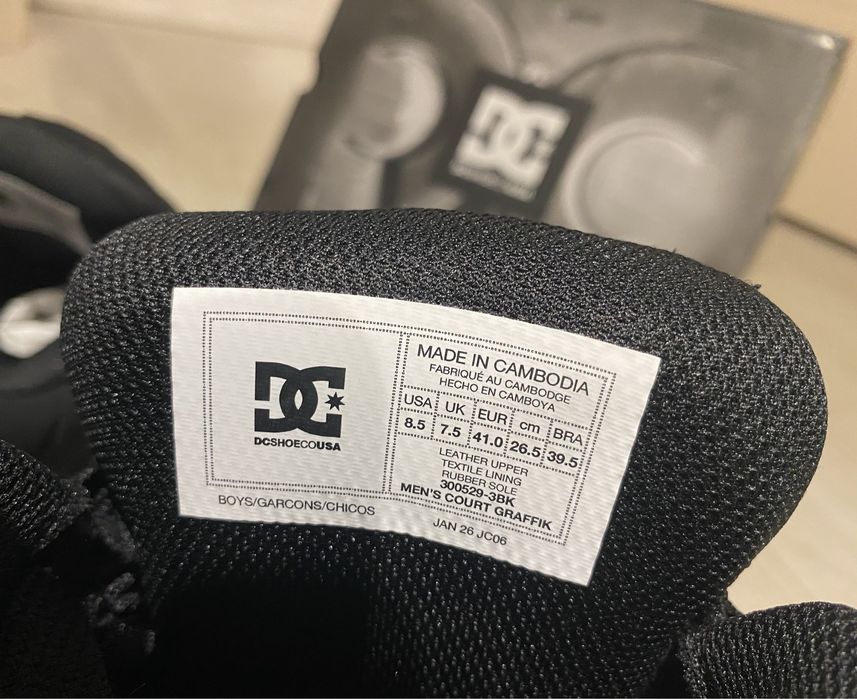 DC
DC
DCSHOECOUSA
MADE IN CAMBODIA
FABRIQUÉ AU CAMBODGE
HECHO EN CAMBOYA
USA UK EUR cm BRA
8.5 7.5 41.0 26.5 39.5
LEATHER UPPER
TEXTILE LINING
RUBBER SOLE
300529-3BK
MEN'S COURT GRAFFIK
BOYS/GARCONS/CHICOS
JAN 26 JC06